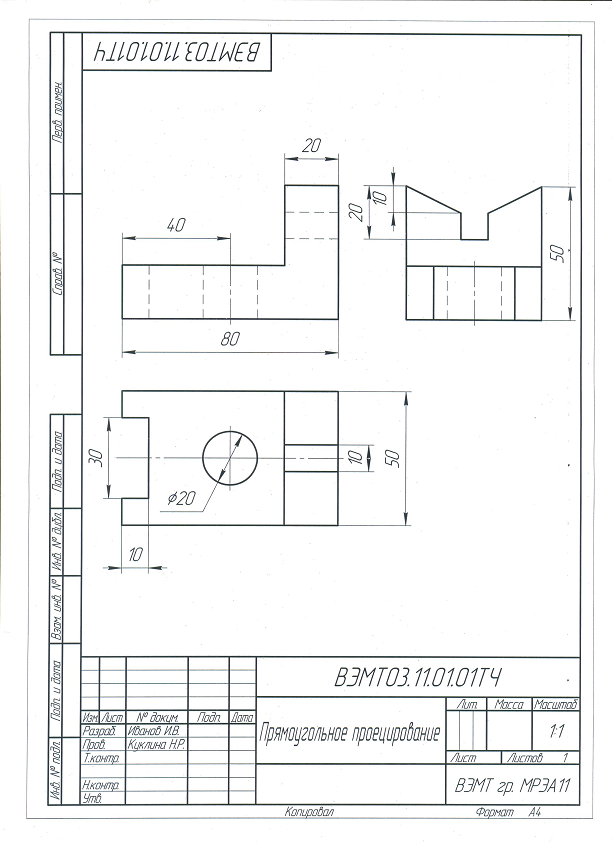 ВЭМТ03.11.01.01ТЧ
Перв. примен.
Справ. №
Подп. и дата
Инв. № дубл.
Взам. инв. №
Подп. и дата
Инв. № подл.
20
40
80
20
10
50
30
⌀20
10
10
50
ВЭМТ03.11.01.01ТЧ
Изм. Лист № докум. Подп. Дата
Разраб. Иванов И.В.
Пров. Куклина Н.Р.
Т.контр.
Н.контр.
Утв.
Прямоугольное проецирование
Лит. Масса Масштаб
1:1
Лист Листов 1
ВЭМТ гр. МРЭА11
Копировал Формат А4